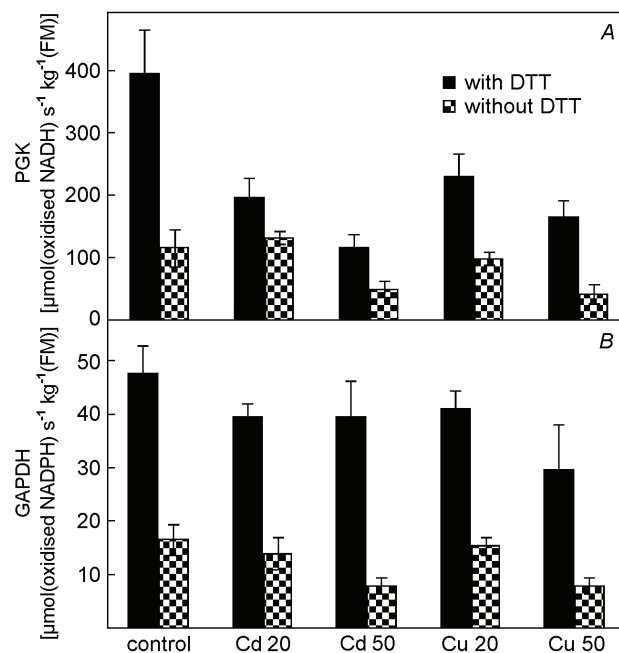 A
with DTT
without DTT
PGK
[µmol(oxidised NADH) s⁻¹ kg⁻¹(FM)]
400
300
200
100
0
B
GAPDH
[µmol(oxidised NADPH) s⁻¹ kg⁻¹(FM)]
50
40
30
20
10
control Cd 20 Cd 50 Cu 20 Cu 50